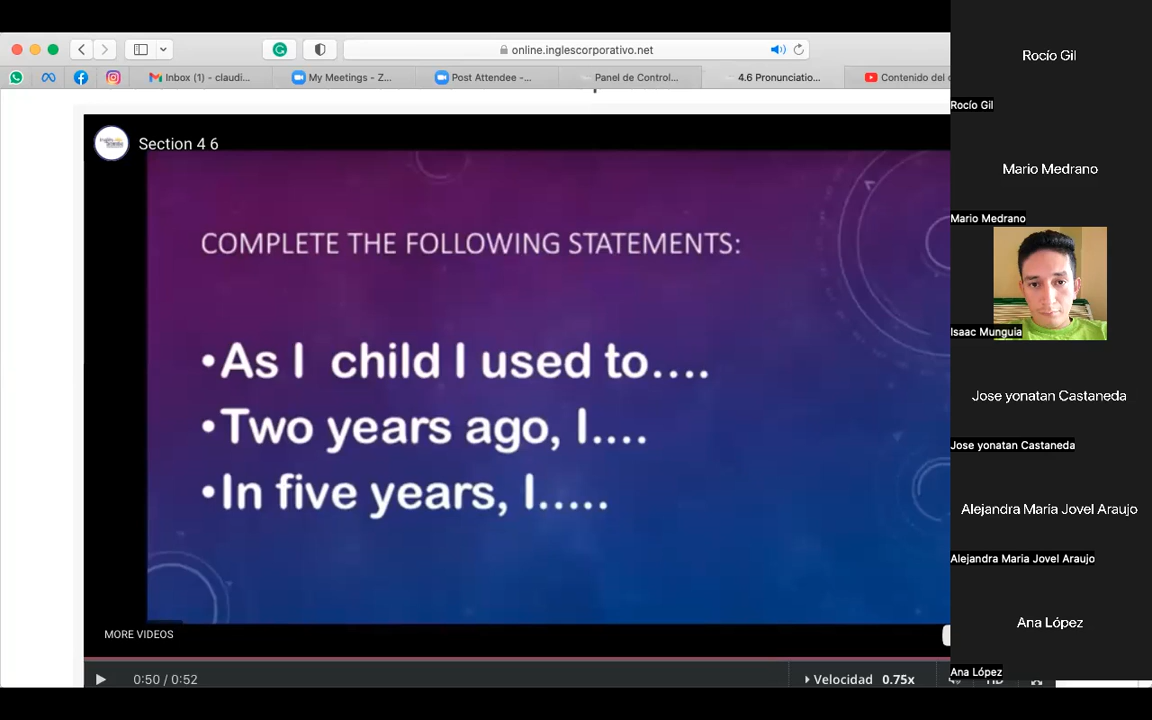 online.inglescorporativo.net
Inbox (1) - claudi...
My Meetings - Z...
Post Attendee -...
Panel de Control...
4.6 Pronunciatio...
Contenido del c
Section 4 6
COMPLETE THE FOLLOWING STATEMENTS:
•As I child I used to....
•Two years ago, I....
•In five years, I.....
MORE VIDEOS
0:50 / 0:52
Velocidad 0.75x
HD
Rocío Gil
Rocío Gil
Mario Medrano
Mario Medrano
Isaac Munguia
Jose yonatan Castaneda
Jose yonatan Castaneda
Alejandra Maria Jovel Araujo
Alejandra Maria Jovel Araujo
Ana López
Ana López